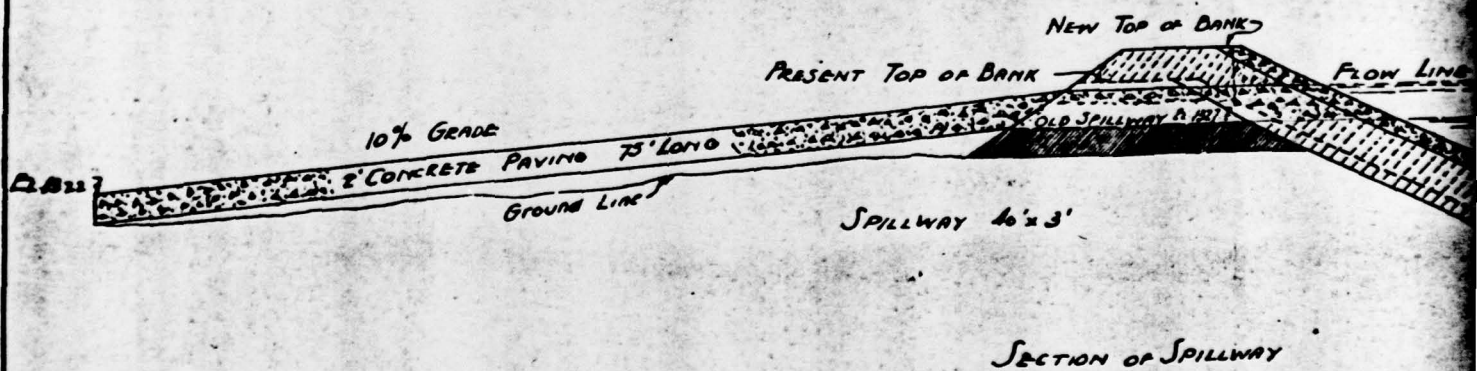 NEW TOP OF BANK
PRESENT TOP OF BANK
FLOW LINE
10% GRADE
2' CONCRETE PAVING 75' LONG
OLD SPILLWAY
GROUND LINE
SPILLWAY 40' x 3'
SECTION OF SPILLWAY